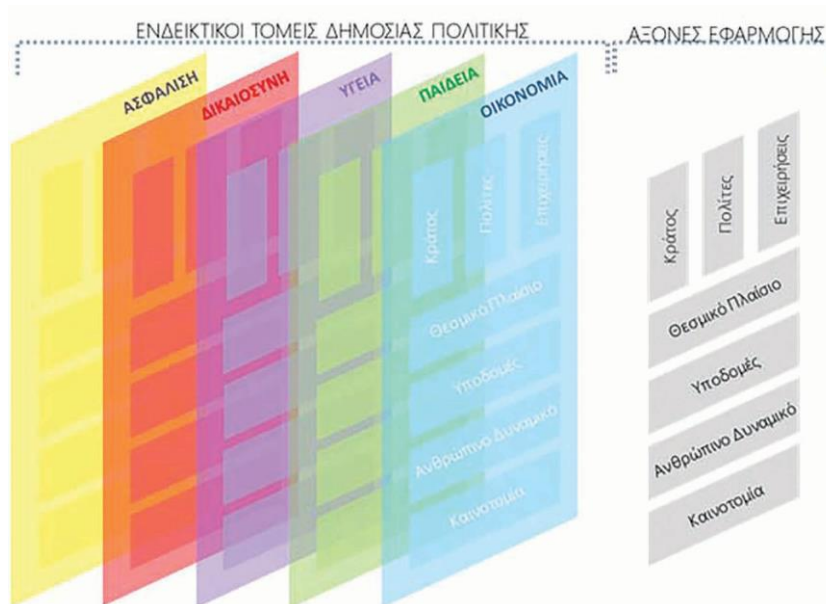 ΕΝΔΕΙΚΤΙΚΟΙ ΤΟΜΕΙΣ ΔΗΜΟΣΙΑΣ ΠΟΛΙΤΙΚΗΣ
ΑΞΟΝΕΣ ΕΦΑΡΜΟΓΗΣ
ΑΣΦΑΛΙΣΗ
ΔΙΚΑΙΟΣΥΝΗ
ΥΓΕΙΑ
ΠΑΙΔΕΙΑ
ΟΙΚΟΝΟΜΙΑ
Κράτος
Πολίτες
Επιχειρήσεις
Θεσμικό Πλαίσιο
Υποδομές
Ανθρώπινο Δυναμικό
Καινοτομία
Κράτος
Πολίτες
Επιχειρήσεις
Θεσμικό Πλαίσιο
Υποδομές
Ανθρώπινο Δυναμικό
Καινοτομία